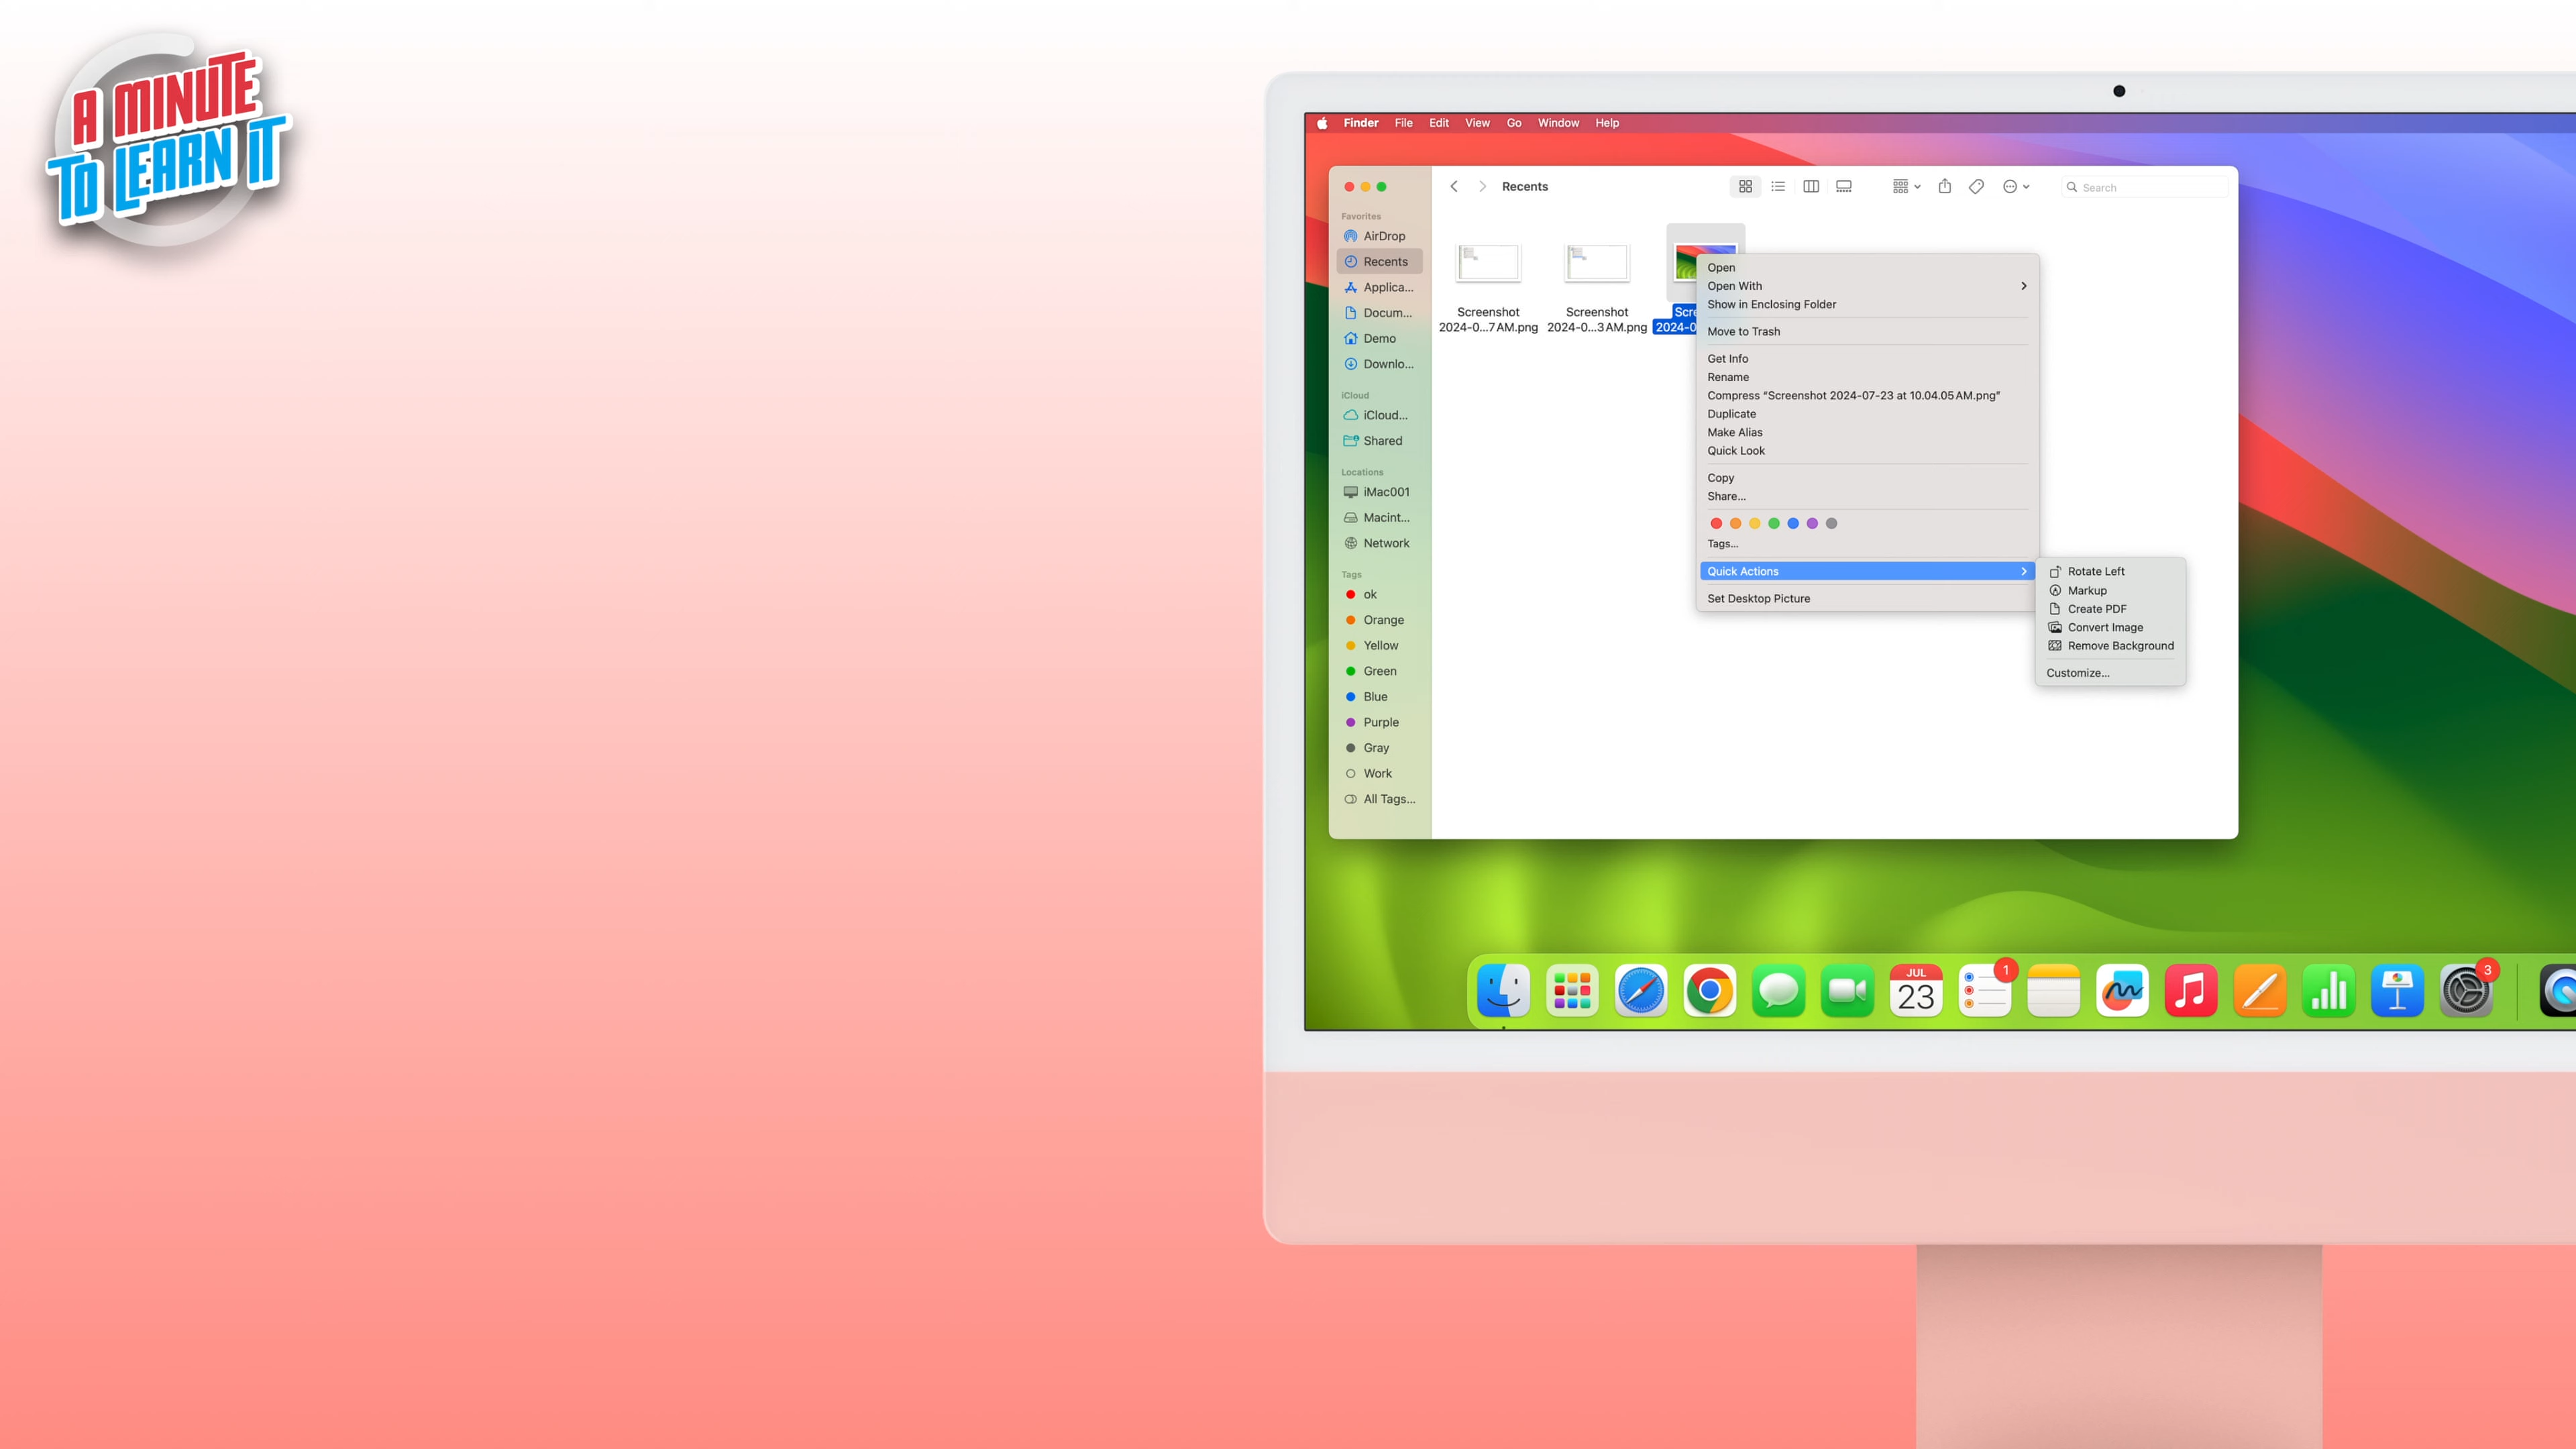 A MINUTE
TO LEARN IT
Finder File Edit View Go Window Help
Recents
Search
Favorites
AirDrop
Recents
Applica...
Docum...
Demo
Downlo...
iCloud
iCloud...
Shared
Locations
iMac001
Macint...
Network
Tags
ok
Orange
Yellow
Green
Blue
Purple
Gray
Work
All Tags...
Screenshot
2024-0...7 AM.png
Screenshot
2024-0...3 AM.png
Scre
2024-0
Open
Open With
Show in Enclosing Folder
Move to Trash
Get Info
Rename
Compress “Screenshot 2024-07-23 at 10.04.05 AM.png”
Duplicate
Make Alias
Quick Look
Copy
Share...
Tags...
Quick Actions
Set Desktop Picture
Rotate Left
Markup
Create PDF
Convert Image
Remove Background
Customize...
JUL
23
1
3